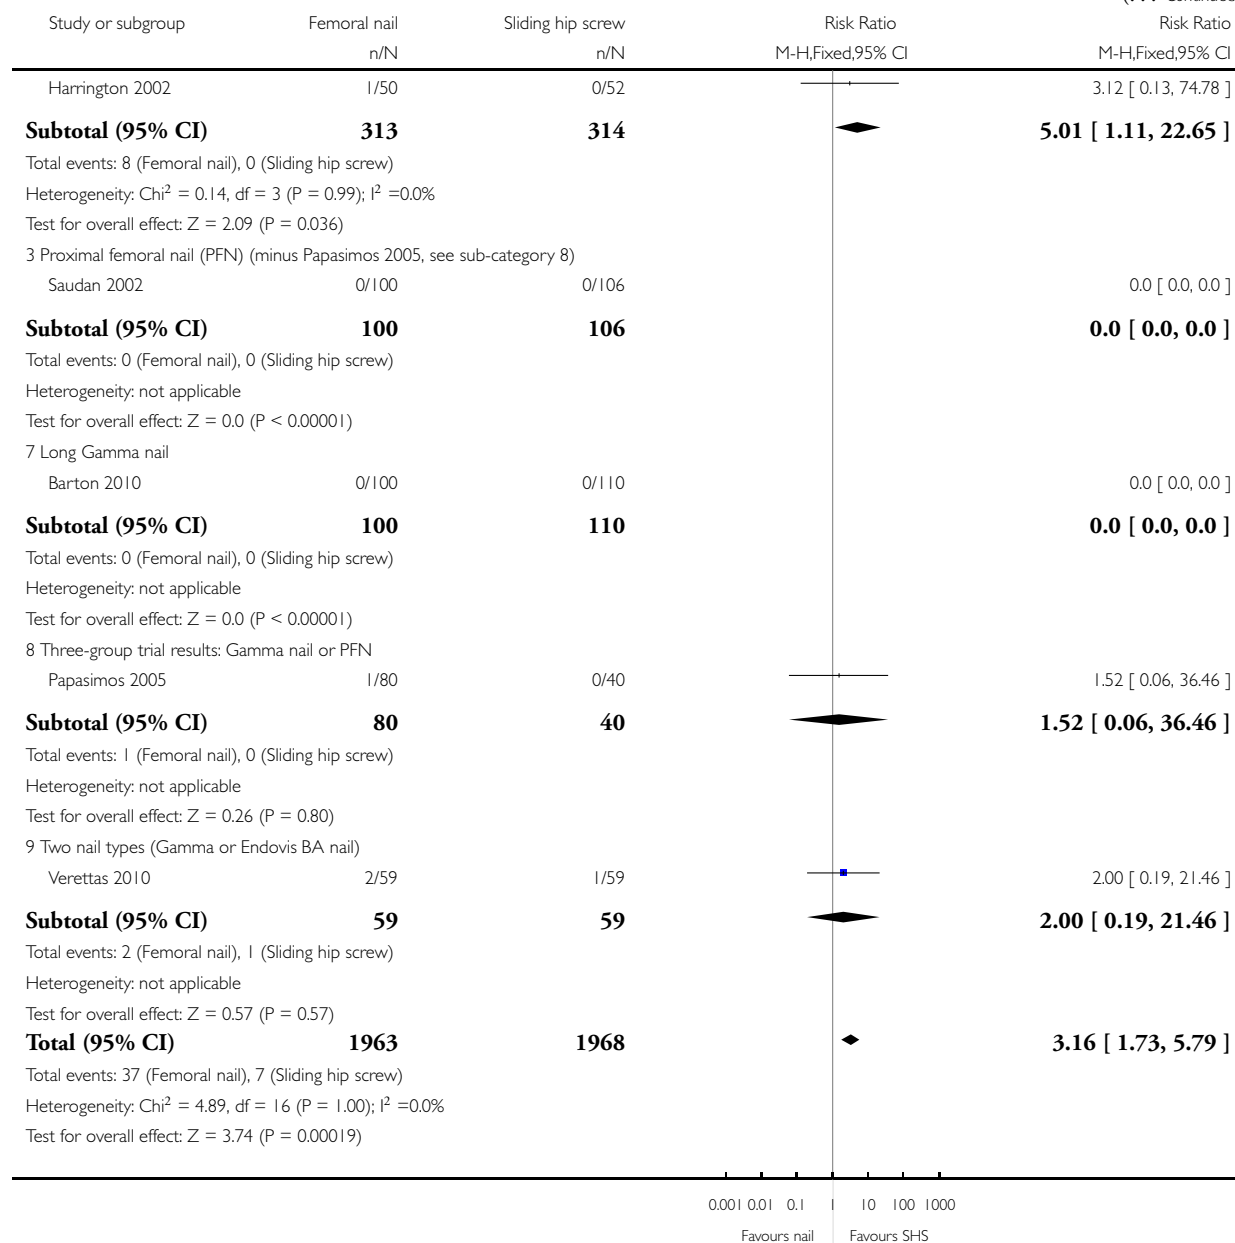 (... Continued
Study or subgroup Femoral nail Sliding hip screw Risk Ratio Risk Ratio
n/N n/N M-H,Fixed,95% CI M-H,Fixed,95% CI
Harrington 2002 1/50 0/52 3.12 [ 0.13, 74.78 ]
Subtotal (95% CI) 313 314 5.01 [ 1.11, 22.65 ]
Total events: 8 (Femoral nail), 0 (Sliding hip screw)
Heterogeneity: Chi² = 0.14, df = 3 (P = 0.99); I² =0.0%
Test for overall effect: Z = 2.09 (P = 0.036)
3 Proximal femoral nail (PFN) (minus Papasimos 2005, see sub-category 8)
Saudan 2002 0/100 0/106 0.0 [ 0.0, 0.0 ]
Subtotal (95% CI) 100 106 0.0 [ 0.0, 0.0 ]
Total events: 0 (Femoral nail), 0 (Sliding hip screw)
Heterogeneity: not applicable
Test for overall effect: Z = 0.0 (P < 0.00001)
7 Long Gamma nail
Barton 2010 0/100 0/110 0.0 [ 0.0, 0.0 ]
Subtotal (95% CI) 100 110 0.0 [ 0.0, 0.0 ]
Total events: 0 (Femoral nail), 0 (Sliding hip screw)
Heterogeneity: not applicable
Test for overall effect: Z = 0.0 (P < 0.00001)
8 Three-group trial results: Gamma nail or PFN
Papasimos 2005 1/80 0/40 1.52 [ 0.06, 36.46 ]
Subtotal (95% CI) 80 40 1.52 [ 0.06, 36.46 ]
Total events: 1 (Femoral nail), 0 (Sliding hip screw)
Heterogeneity: not applicable
Test for overall effect: Z = 0.26 (P = 0.80)
9 Two nail types (Gamma or Endovis BA nail)
Verettas 2010 2/59 1/59 2.00 [ 0.19, 21.46 ]
Subtotal (95% CI) 59 59 2.00 [ 0.19, 21.46 ]
Total events: 2 (Femoral nail), 1 (Sliding hip screw)
Heterogeneity: not applicable
Test for overall effect: Z = 0.57 (P = 0.57)
Total (95% CI) 1963 1968 3.16 [ 1.73, 5.79 ]
Total events: 37 (Femoral nail), 7 (Sliding hip screw)
Heterogeneity: Chi² = 4.89, df = 16 (P = 1.00); I² =0.0%
Test for overall effect: Z = 3.74 (P = 0.00019)
0.001 0.01 0.1 1 10 100 1000
Favours nail Favours SHS